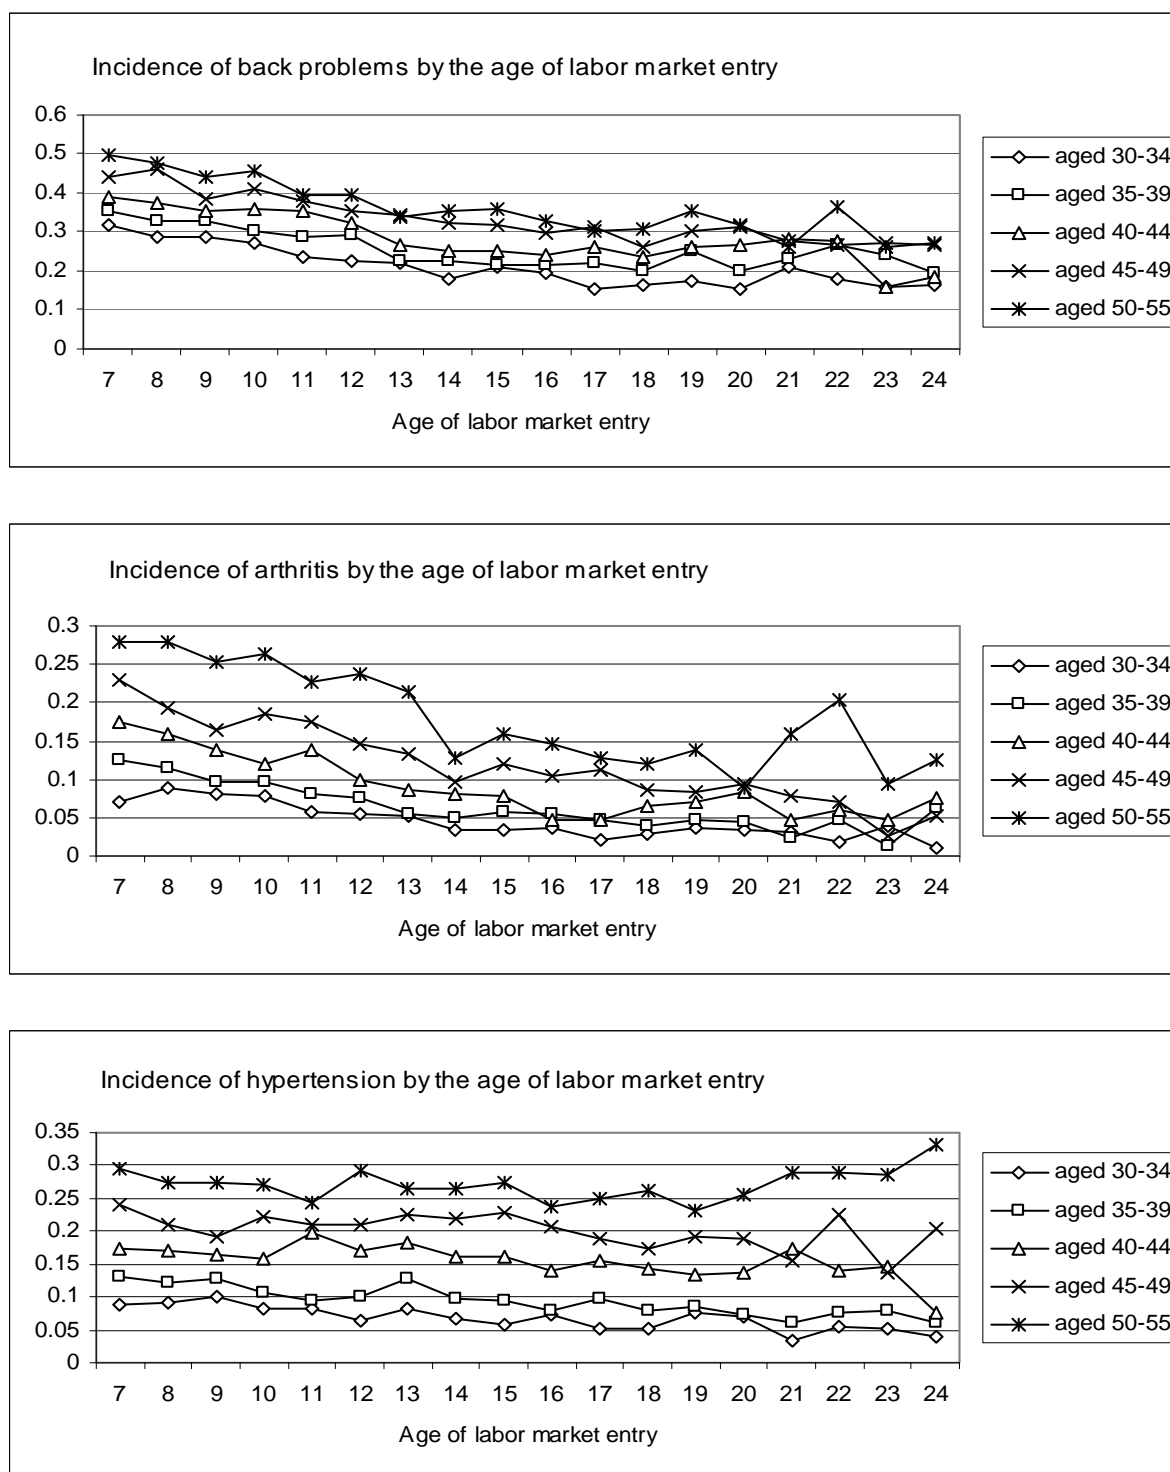 Incidence of back problems by the age of labor market entry
0.6
0.5
0.4
0.3
0.2
0.1
0
7 8 9 10 11 12 13 14 15 16 17 18 19 20 21 22 23 24
Age of labor market entry
aged 30-34
aged 35-39
aged 40-44
aged 45-49
aged 50-55
Incidence of arthritis by the age of labor market entry
0.3
0.25
0.2
0.15
0.1
0.05
0
7 8 9 10 11 12 13 14 15 16 17 18 19 20 21 22 23 24
Age of labor market entry
aged 30-34
aged 35-39
aged 40-44
aged 45-49
aged 50-55
Incidence of hypertension by the age of labor market entry
0.35
0.3
0.25
0.2
0.15
0.1
0.05
0
7 8 9 10 11 12 13 14 15 16 17 18 19 20 21 22 23 24
Age of labor market entry
aged 30-34
aged 35-39
aged 40-44
aged 45-49
aged 50-55